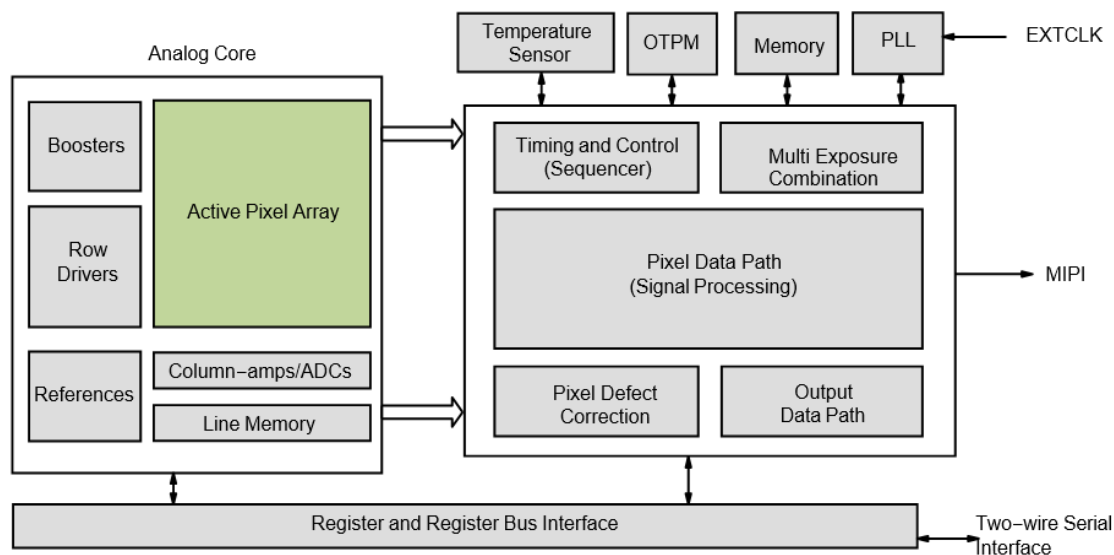 Temperature
Sensor
OTPM
Memory
PLL
EXTCLK
Analog Core
Boosters
Active Pixel Array
Row
Drivers
References
Column−amps/ADCs
Line Memory
Timing and Control
(Sequencer)
Multi Exposure
Combination
Pixel Data Path
(Signal Processing)
MIPI
Pixel Defect
Correction
Output
Data Path
Register and Register Bus Interface
Two−wire Serial
Interface